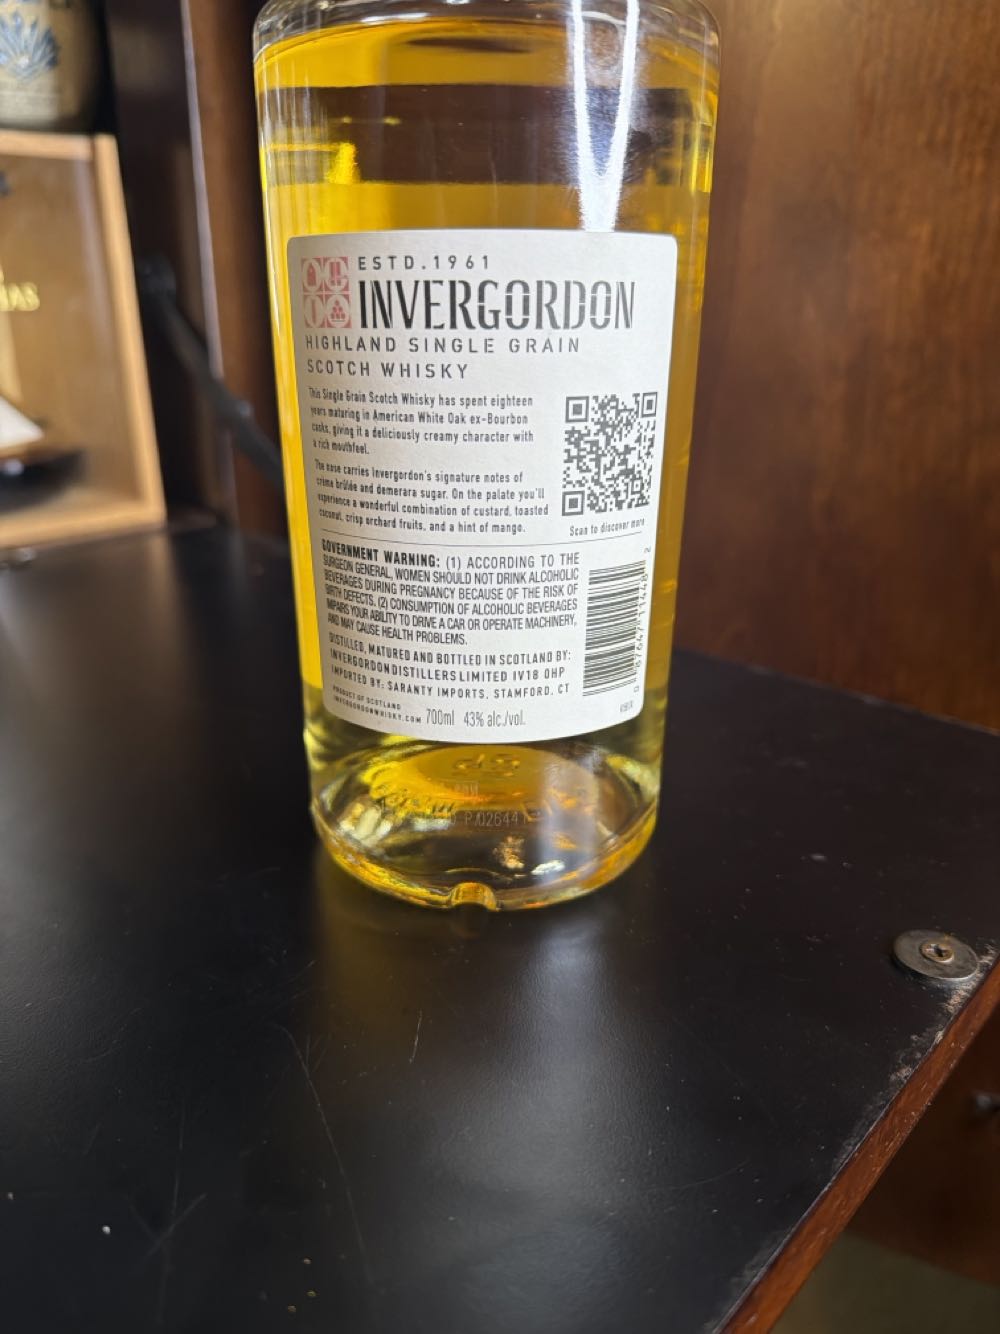 ESTD.1961
INVERGORDON
HIGHLAND SINGLE GRAIN
SCOTCH WHISKY
This Single Grain Scotch Whisky has spent eighteen
years maturing in American White Oak ex-Bourbon
casks, giving it a deliciously creamy character with
a rich mouthfeel.
The nose carries Invergordon's signature notes of
crème brûlée and demerara sugar. On the palate you'll
experience a wonderful combination of custard, toasted
coconut, crisp orchard fruits, and a hint of mango.
Scan to discover more
GOVERNMENT WARNING: (1) ACCORDING TO THE
SURGEON GENERAL, WOMEN SHOULD NOT DRINK ALCOHOLIC
BEVERAGES DURING PREGNANCY BECAUSE OF THE RISK OF
BIRTH DEFECTS. (2) CONSUMPTION OF ALCOHOLIC BEVERAGES
IMPAIRS YOUR ABILITY TO DRIVE A CAR OR OPERATE MACHINERY,
AND MAY CAUSE HEALTH PROBLEMS.
DISTILLED, MATURED AND BOTTLED IN SCOTLAND BY:
INVERGORDON DISTILLERS LIMITED IV18 0HP
IMPORTED BY: SARANTY IMPORTS, STAMFORD, CT
PRODUCT OF SCOTLAND
INVERGORDONWHISKY.COM 700ml 43% alc./vol.
AS